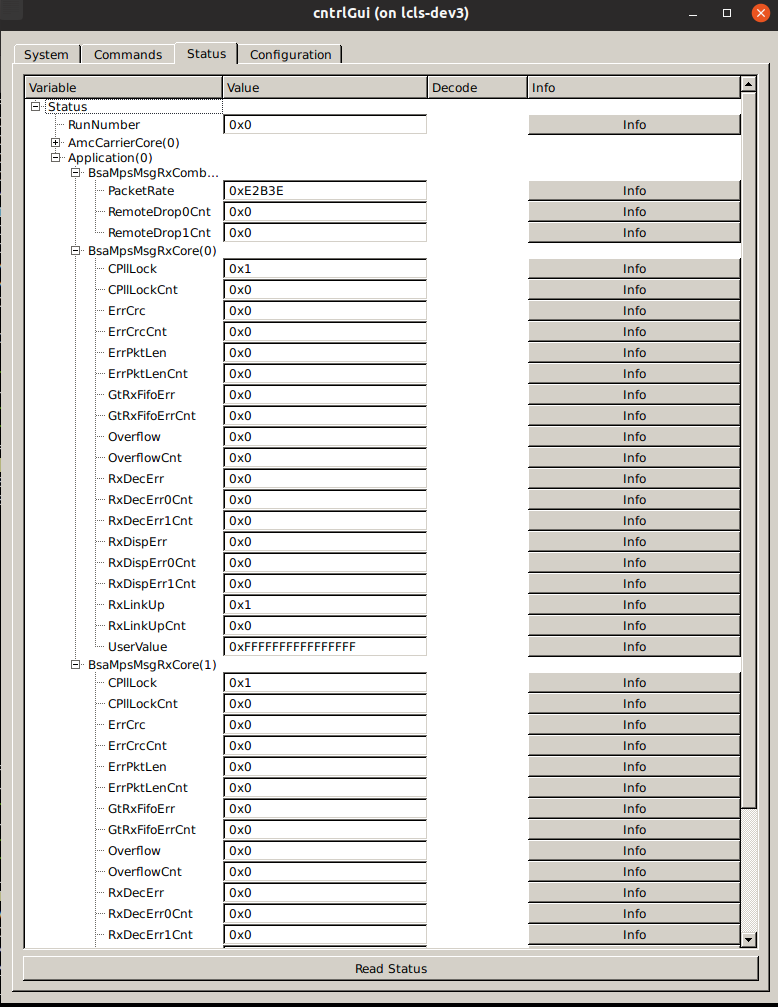 cntrlGui (on lcls-dev3)
System Commands Status Configuration
Variable Value Decode Info
Status
RunNumber 0x0 Info
AmcCarrierCore(0)
Application(0)
BsaMpsMsgRxComb...
PacketRate 0xE2B3E Info
RemoteDrop0Cnt 0x0 Info
RemoteDrop1Cnt 0x0 Info
BsaMpsMsgRxCore(0)
CPllLock 0x1 Info
CPllLockCnt 0x0 Info
ErrCrc 0x0 Info
ErrCrcCnt 0x0 Info
ErrPktLen 0x0 Info
ErrPktLenCnt 0x0 Info
GtRxFifoErr 0x0 Info
GtRxFifoErrCnt 0x0 Info
Overflow 0x0 Info
OverflowCnt 0x0 Info
RxDecErr 0x0 Info
RxDecErr0Cnt 0x0 Info
RxDecErr1Cnt 0x0 Info
RxDispErr 0x0 Info
RxDispErr0Cnt 0x0 Info
RxDispErr1Cnt 0x0 Info
RxLinkUp 0x1 Info
RxLinkUpCnt 0x0 Info
UserValue 0xFFFFFFFFFFFFFFFF Info
BsaMpsMsgRxCore(1)
CPllLock 0x1 Info
CPllLockCnt 0x0 Info
ErrCrc 0x0 Info
ErrCrcCnt 0x0 Info
ErrPktLen 0x0 Info
ErrPktLenCnt 0x0 Info
GtRxFifoErr 0x0 Info
GtRxFifoErrCnt 0x0 Info
Overflow 0x0 Info
OverflowCnt 0x0 Info
RxDecErr 0x0 Info
RxDecErr0Cnt 0x0 Info
RxDecErr1Cnt 0x0 Info
Read Status